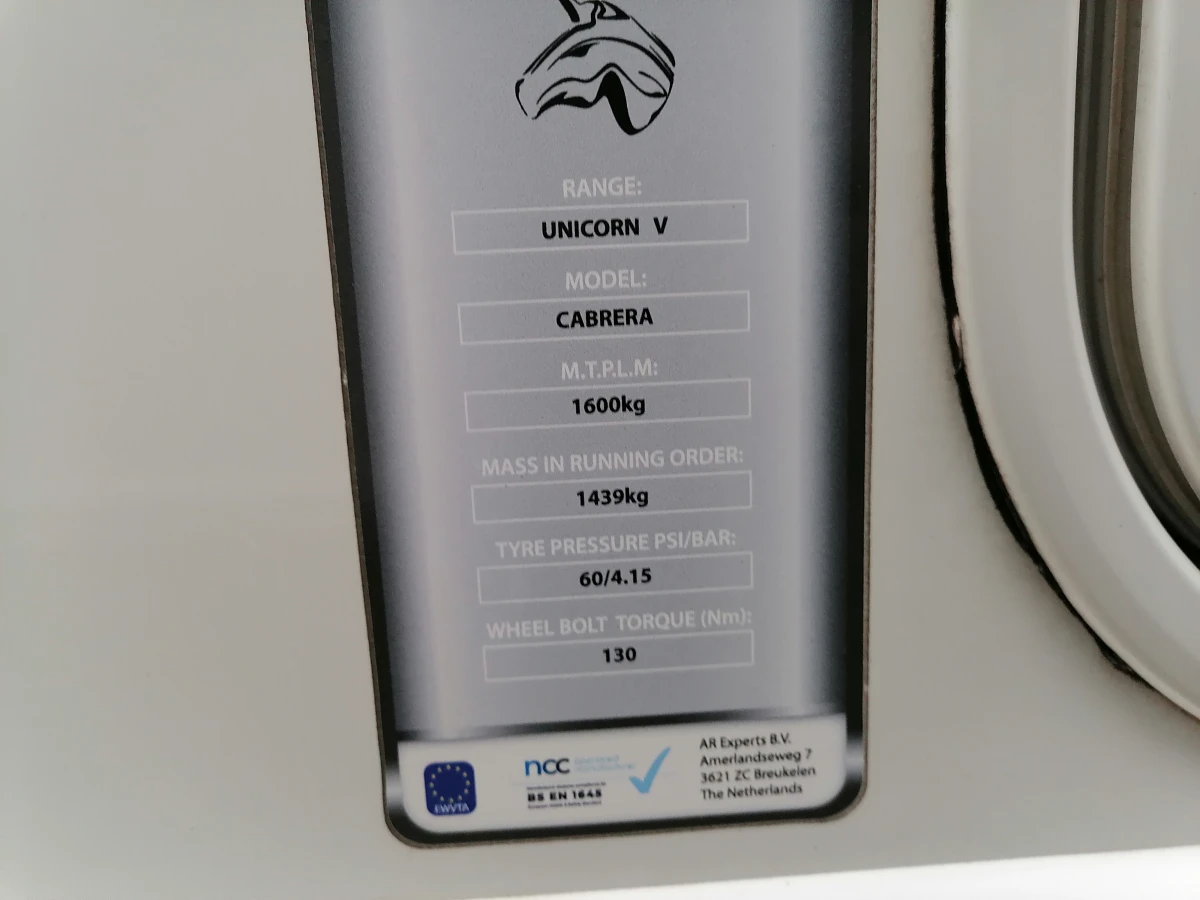 RANGE:
UNICORN V
MODEL:
CABRERA
M.T.P.L.M:
1600kg
MASS IN RUNNING ORDER:
1439kg
TYRE PRESSURE PSI/BAR:
60/4.15
WHEEL BOLT TORQUE (Nm):
130
EWVTA
ncc
BS EN 1645
AR Experts B.V.
Amerlandseweg 7
3621 ZC Breukelen
The Netherlands